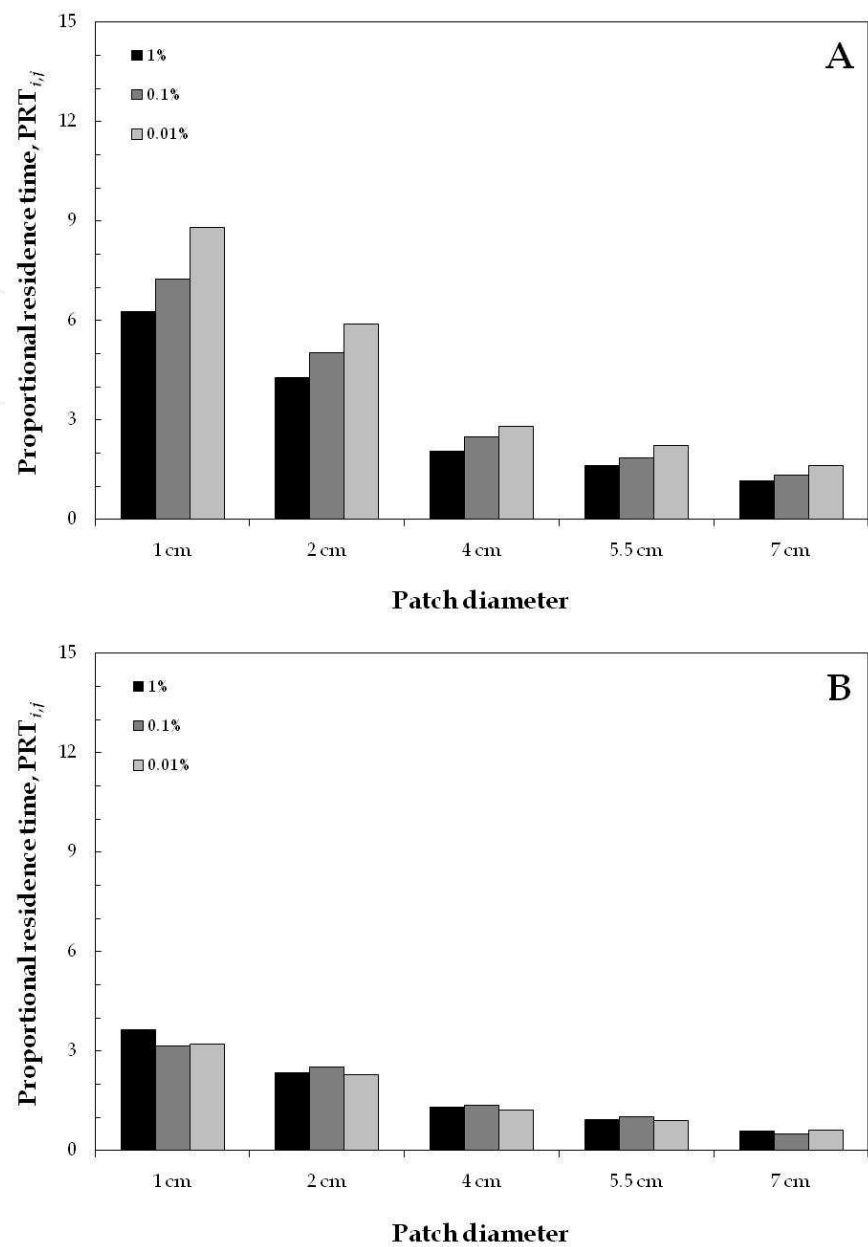 A
Proportional residence time, PRT i,j
15
12
9
6
3
0
1%
0.1%
0.01%
1 cm
2 cm
4 cm
5.5 cm
7 cm
Patch diameter
B
Proportional residence time, PRT i,j
15
12
9
6
3
0
1%
0.1%
0.01%
1 cm
2 cm
4 cm
5.5 cm
7 cm
Patch diameter